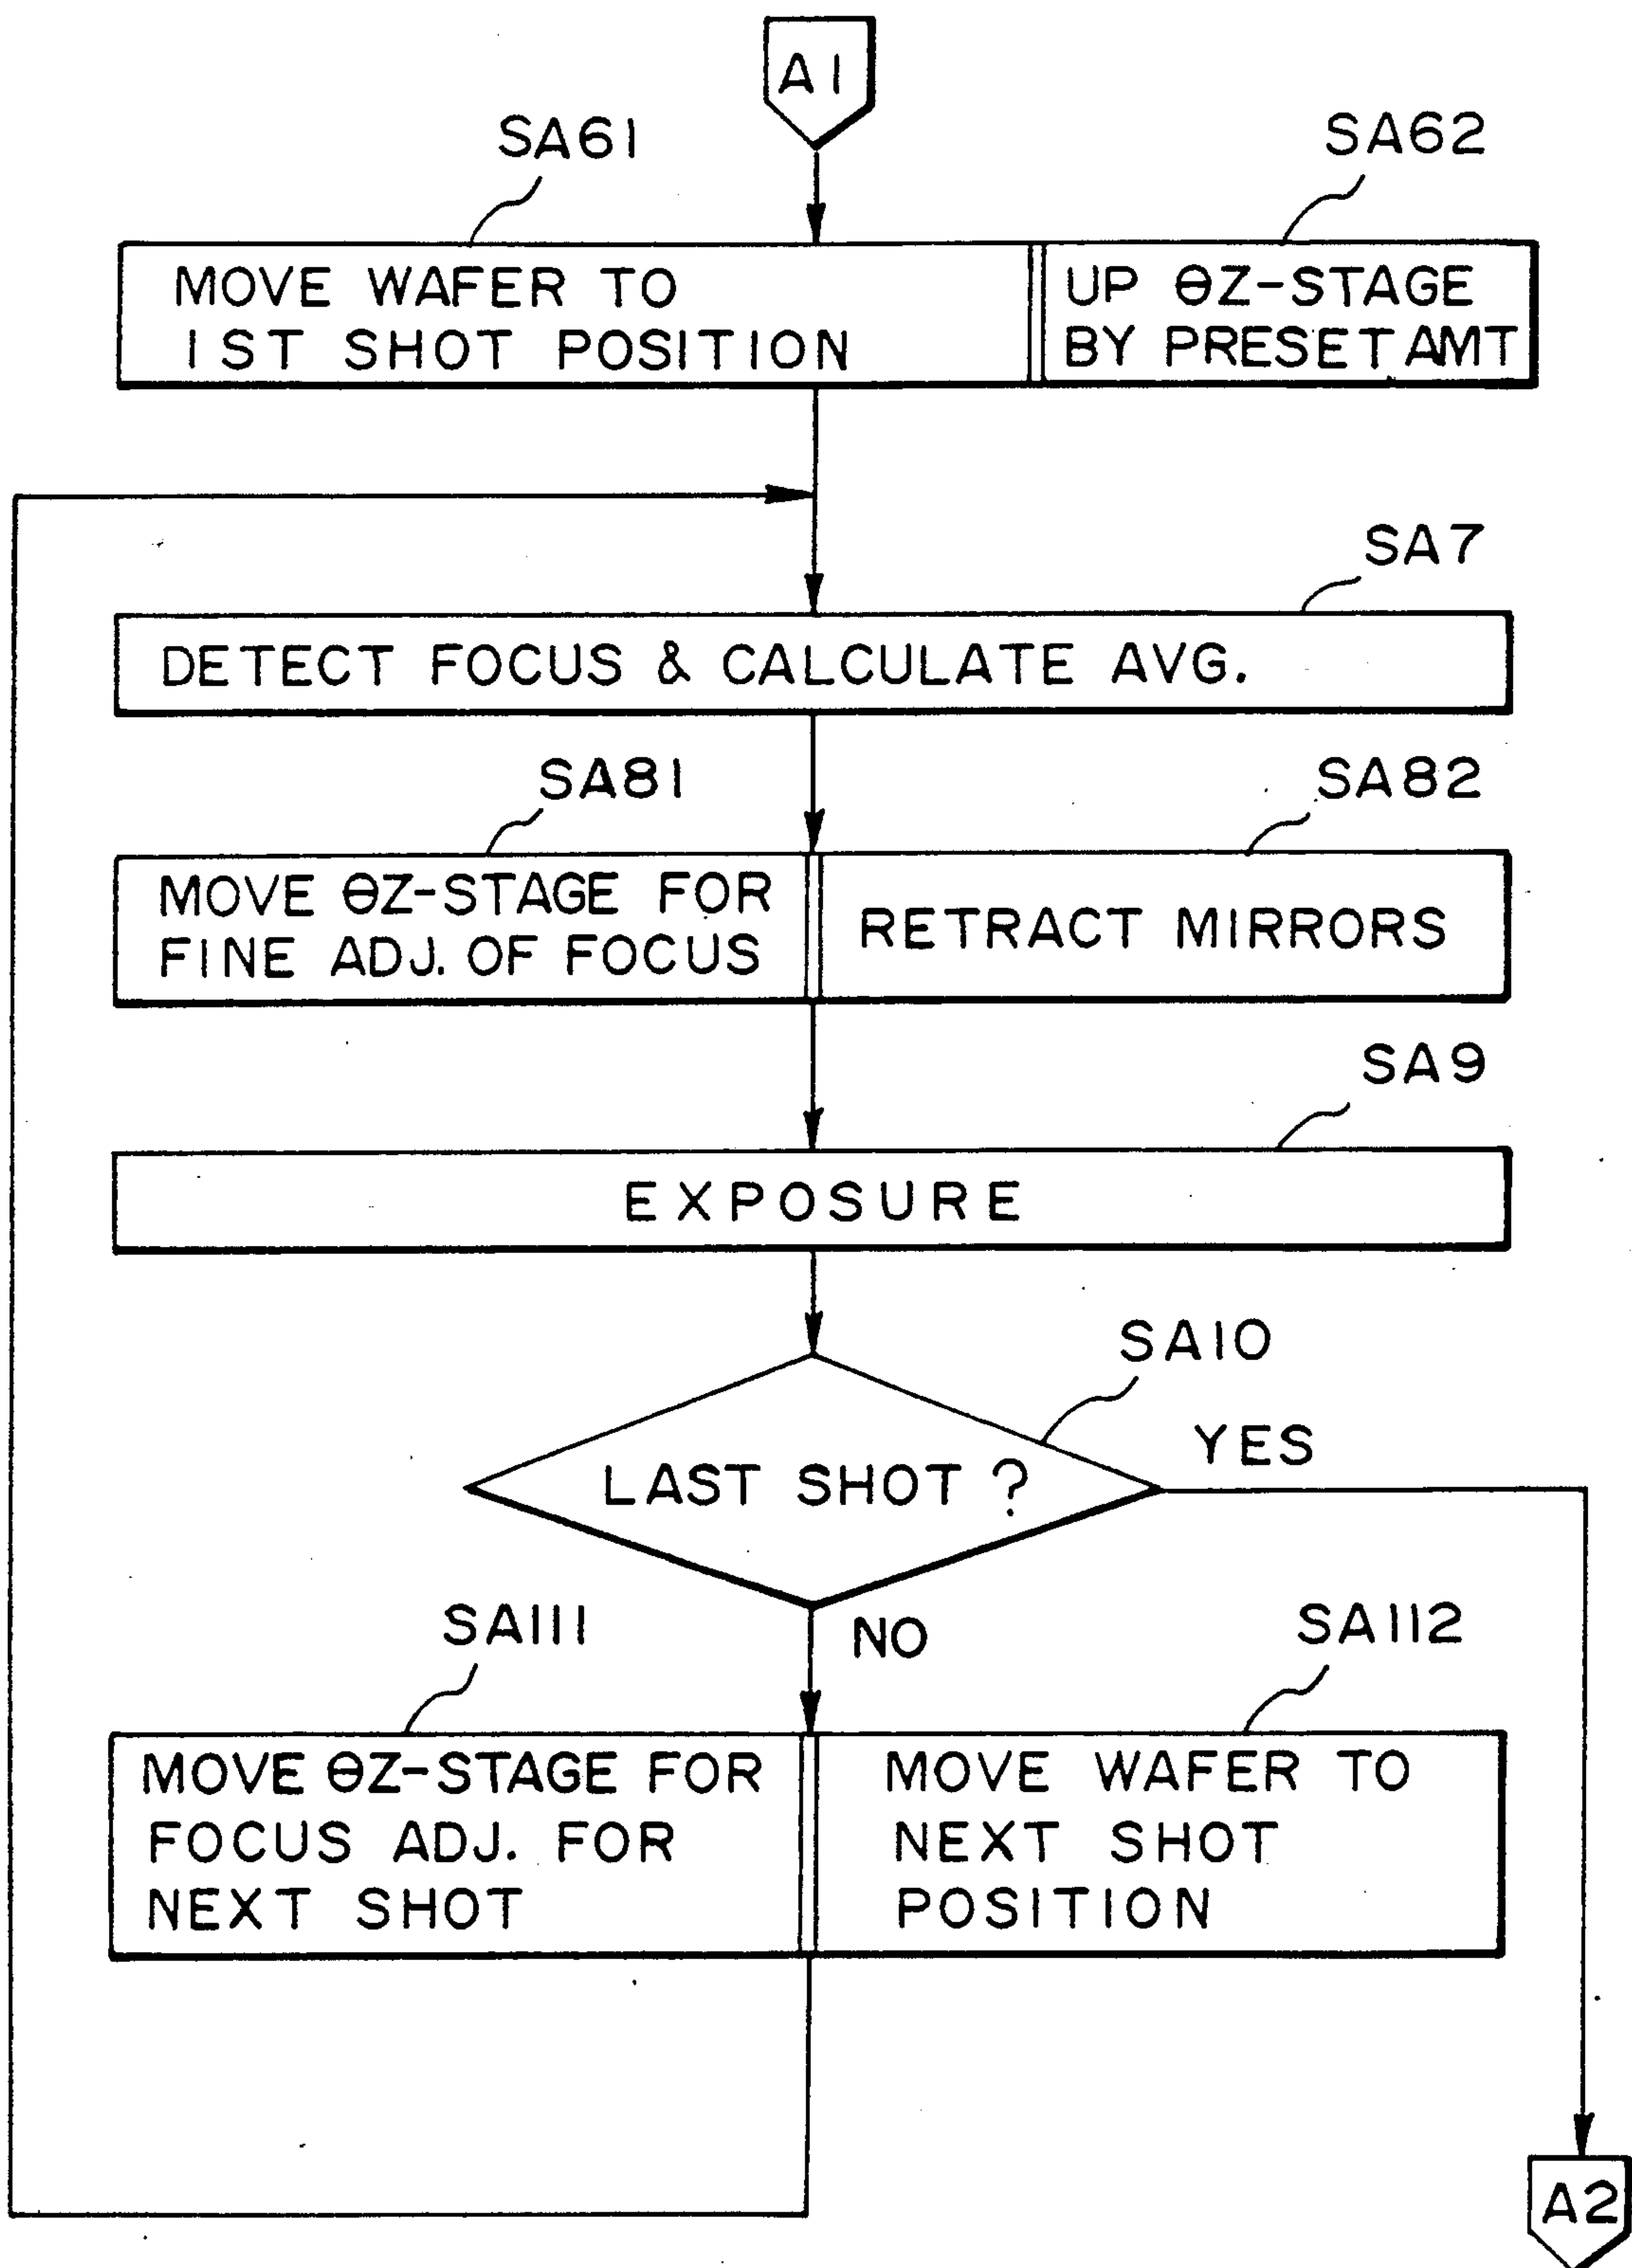 A1
SA61
SA62
MOVE WAFER TO
1ST SHOT POSITION
UP ΘZ-STAGE
BY PRESET AMT
SA7
DETECT FOCUS & CALCULATE AVG.
SA81
SA82
MOVE ΘZ-STAGE FOR
FINE ADJ. OF FOCUS
RETRACT MIRRORS
SA9
EXPOSURE
SA10
YES
LAST SHOT ?
NO
SA111
SA112
MOVE ΘZ-STAGE FOR
FOCUS ADJ. FOR
NEXT SHOT
MOVE WAFER TO
NEXT SHOT
POSITION
A2